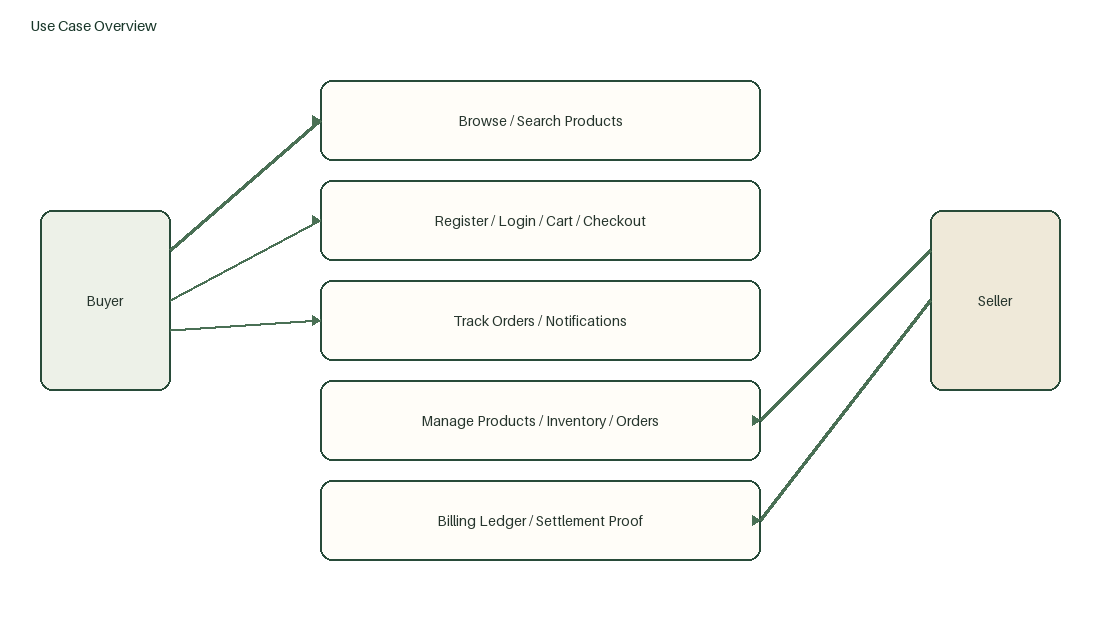 Use Case Overview
Browse / Search Products
Register / Login / Cart / Checkout
Buyer
Seller
Track Orders / Notifications
Manage Products / Inventory / Orders
Billing Ledger / Settlement Proof